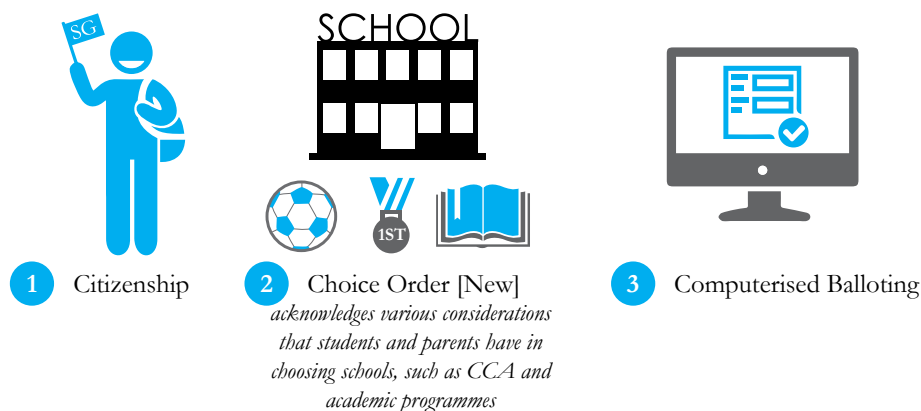 SG
SCHOOL
1ST
1 Citizenship
2 Choice Order [New]
acknowledges various considerations
that students and parents have in
choosing schools, such as CCA and
academic programmes
3 Computerised Balloting